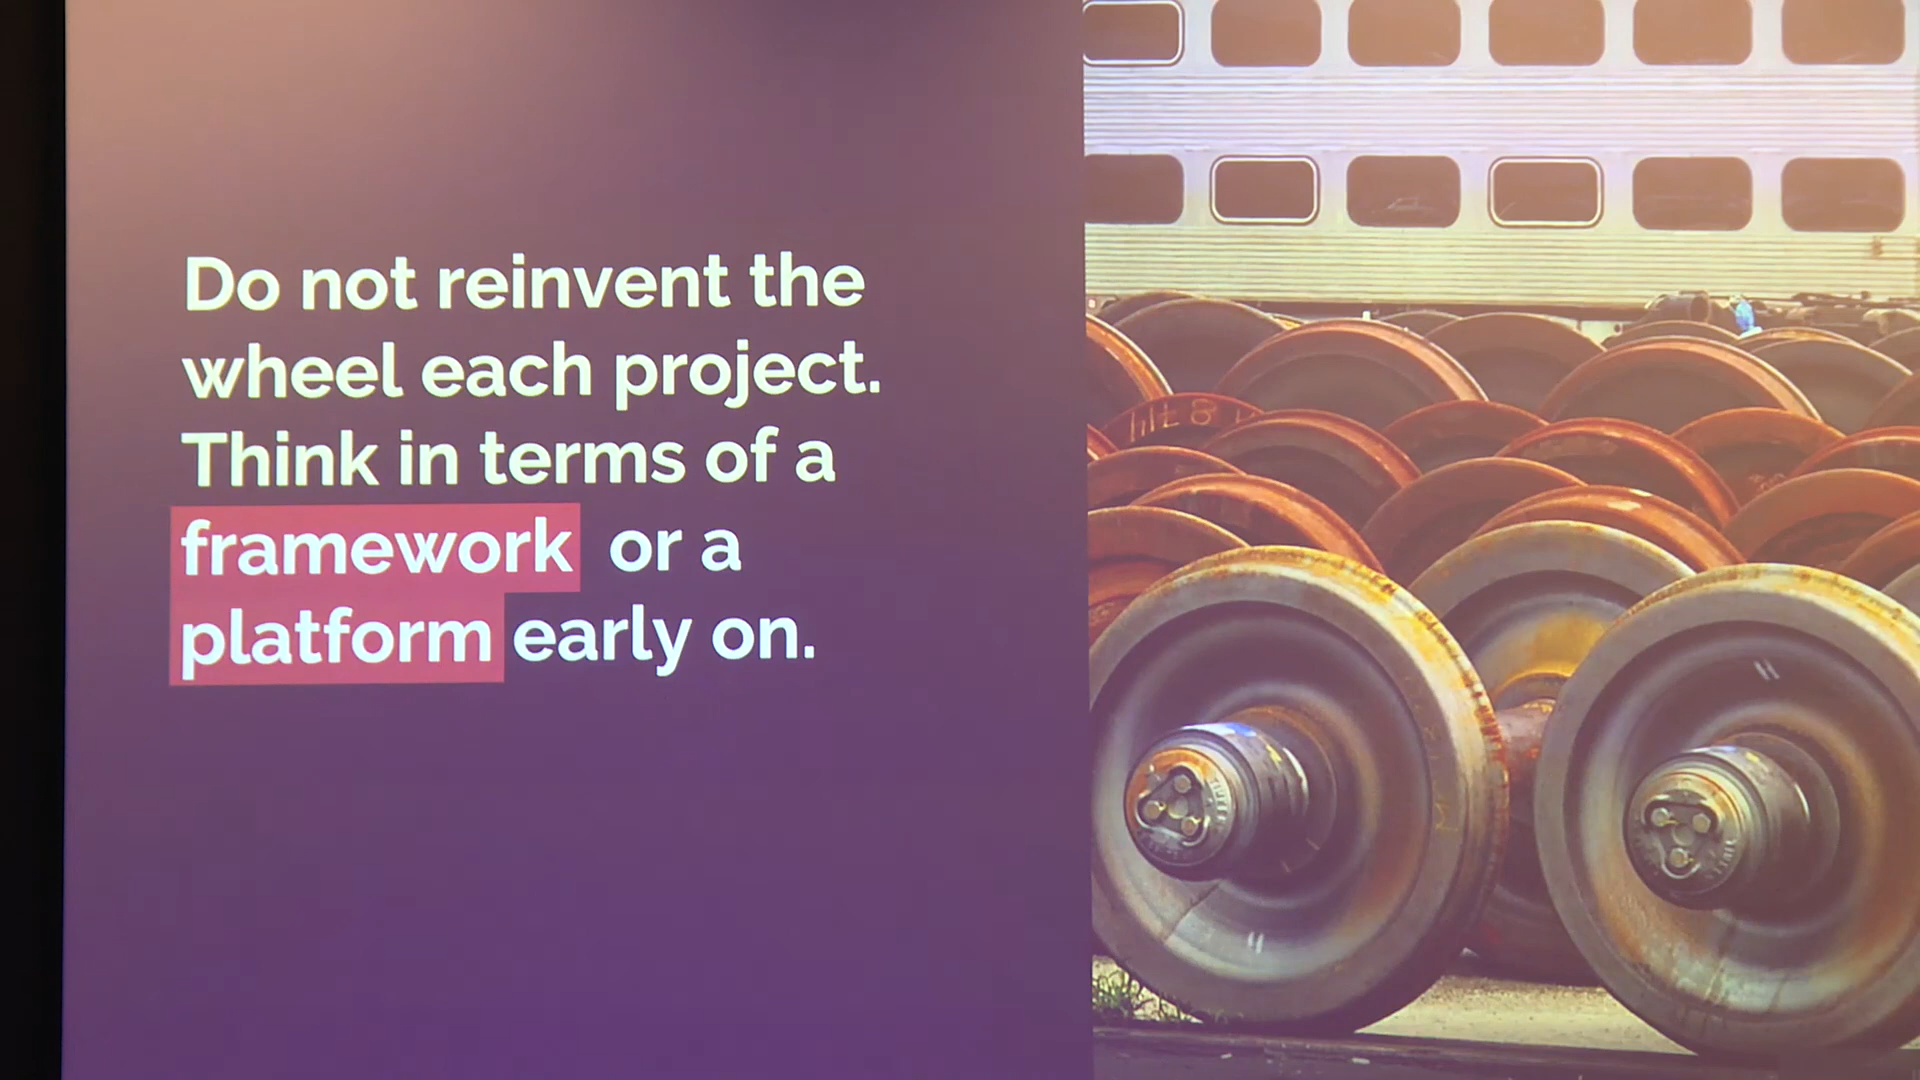 Do not reinvent the
wheel each project.
Think in terms of a
framework or a
platform early on.